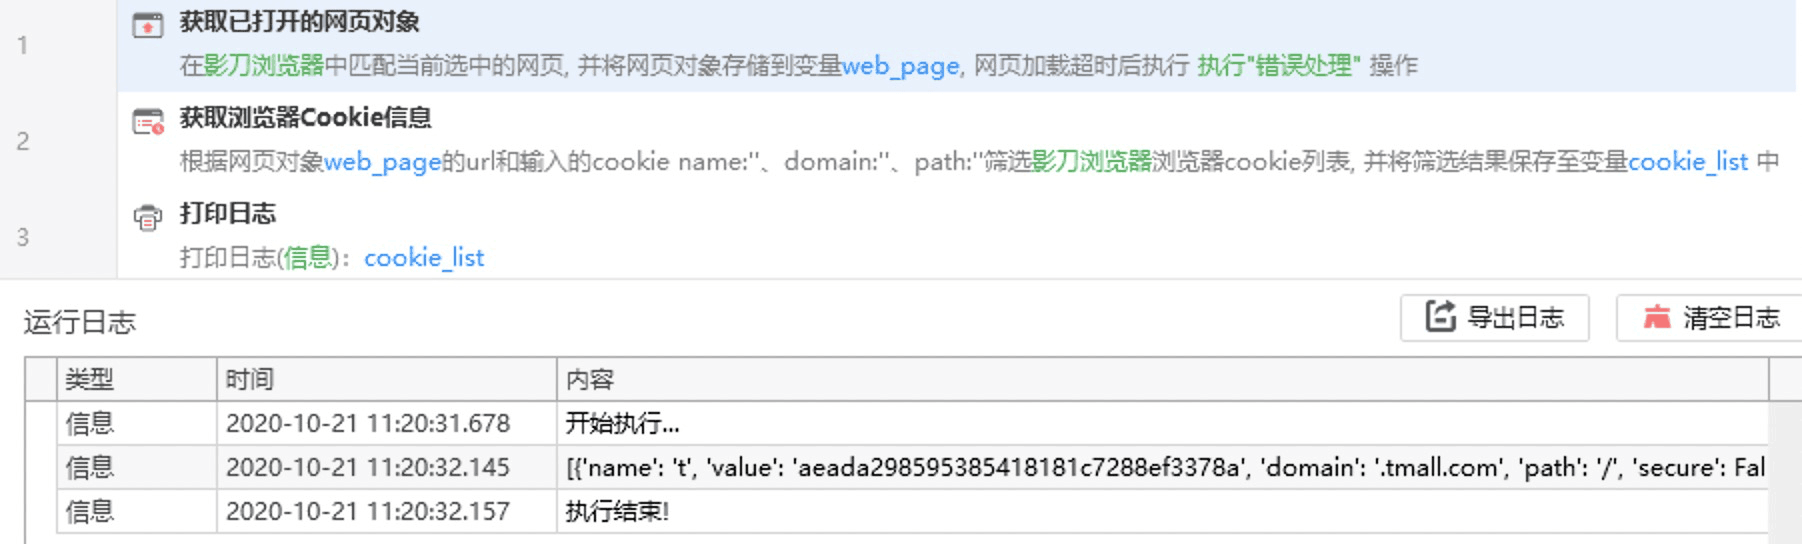 1
获取已打开的网页对象
在影刀浏览器中匹配当前选中的网页, 并将网页对象存储到变量web_page, 网页加载超时后执行 执行"错误处理" 操作
2
获取浏览器Cookie信息
根据网页对象web_page的url和输入的cookie name:''、domain:''、path:''筛选影刀浏览器浏览器cookie列表, 并将筛选结果保存至变量cookie_list 中
3
打印日志
打印日志(信息)： cookie_list
运行日志
导出日志
清空日志
类型 时间 内容
信息 2020-10-21 11:20:31.678 开始执行...
信息 2020-10-21 11:20:32.145 [{'name': 't', 'value': 'aeada298595385418181c7288ef3378a', 'domain': '.tmall.com', 'path': '/', 'secure': Fal
信息 2020-10-21 11:20:32.157 执行结束!